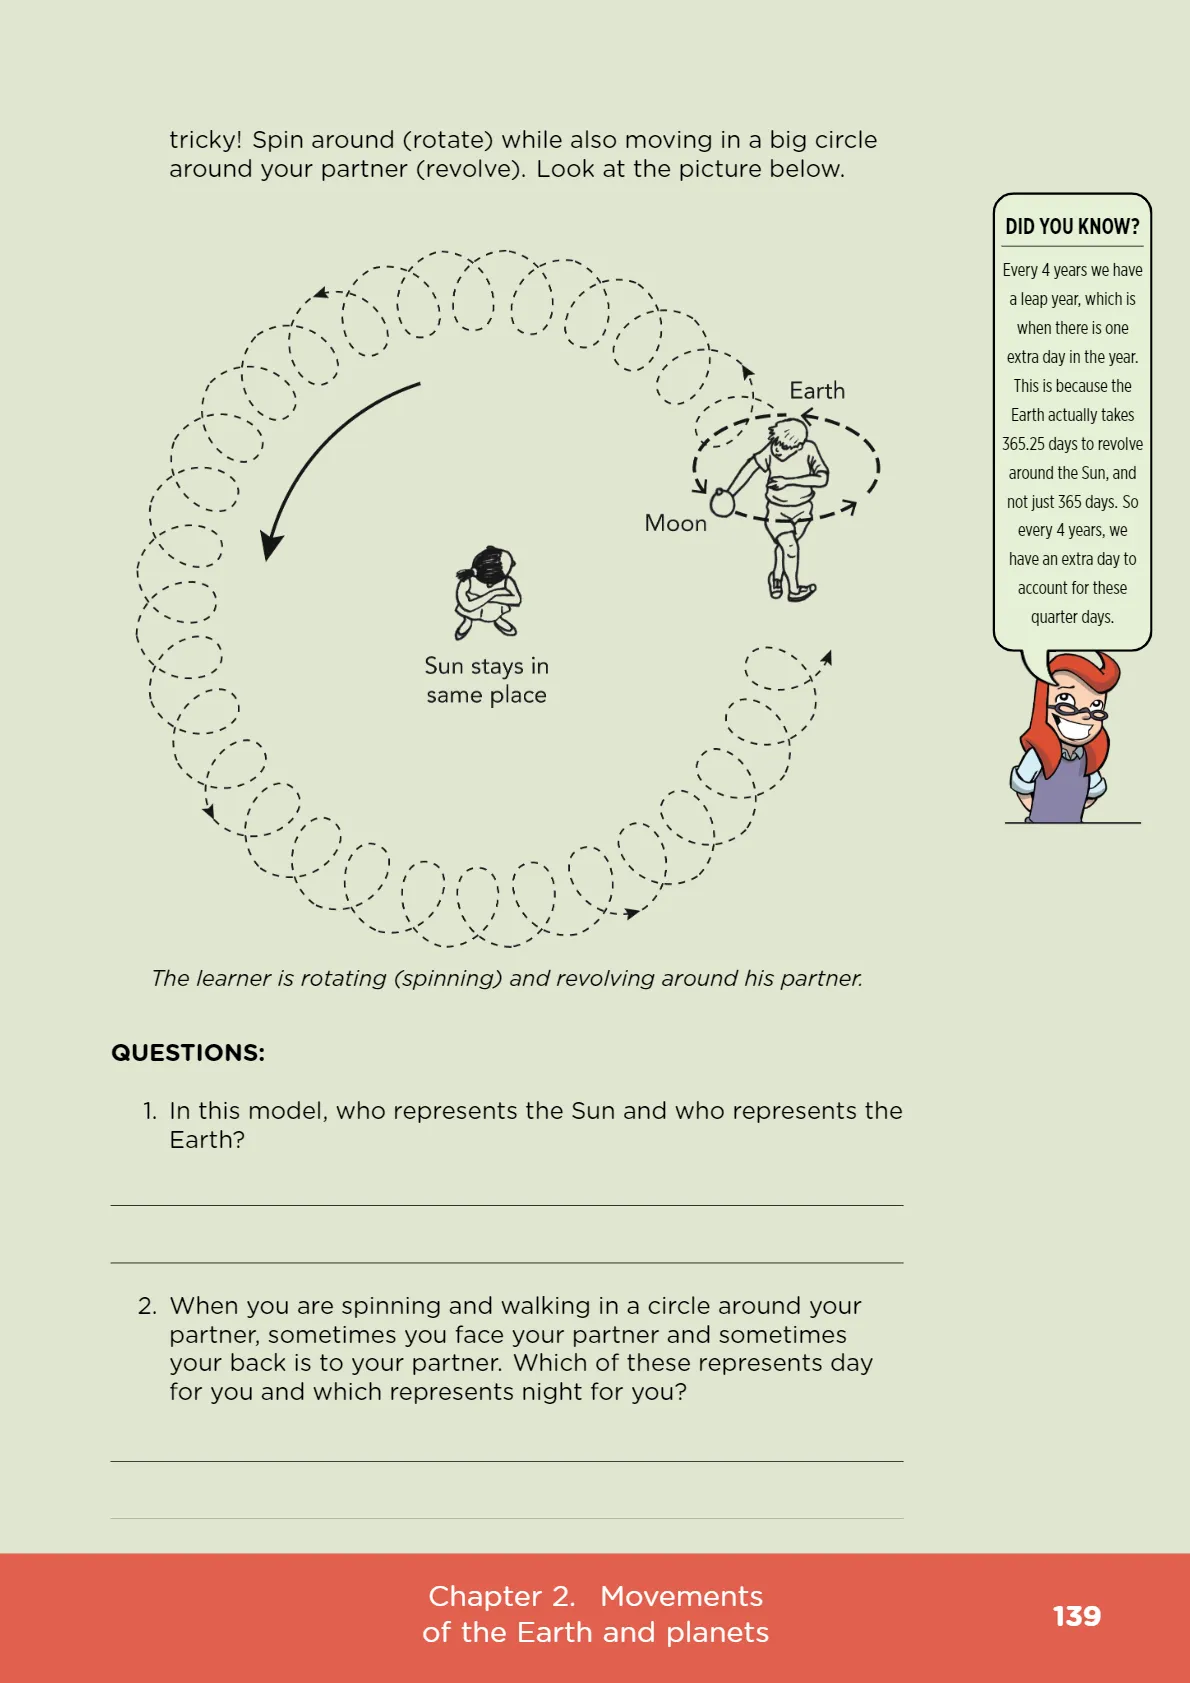 tricky! Spin around (rotate) while also moving in a big circle
around your partner (revolve). Look at the picture below.
DID YOU KNOW?
Every 4 years we have
a leap year, which is
when there is one
extra day in the year.
This is because the
Earth actually takes
365.25 days to revolve
around the Sun, and
not just 365 days. So
every 4 years, we
have an extra day to
account for these
quarter days.
Earth
Moon
Sun stays in
same place
The learner is rotating (spinning) and revolving around his partner.
QUESTIONS:
1. In this model, who represents the Sun and who represents the
Earth?
2. When you are spinning and walking in a circle around your
partner, sometimes you face your partner and sometimes
your back is to your partner. Which of these represents day
for you and which represents night for you?
Chapter 2. Movements
of the Earth and planets
139